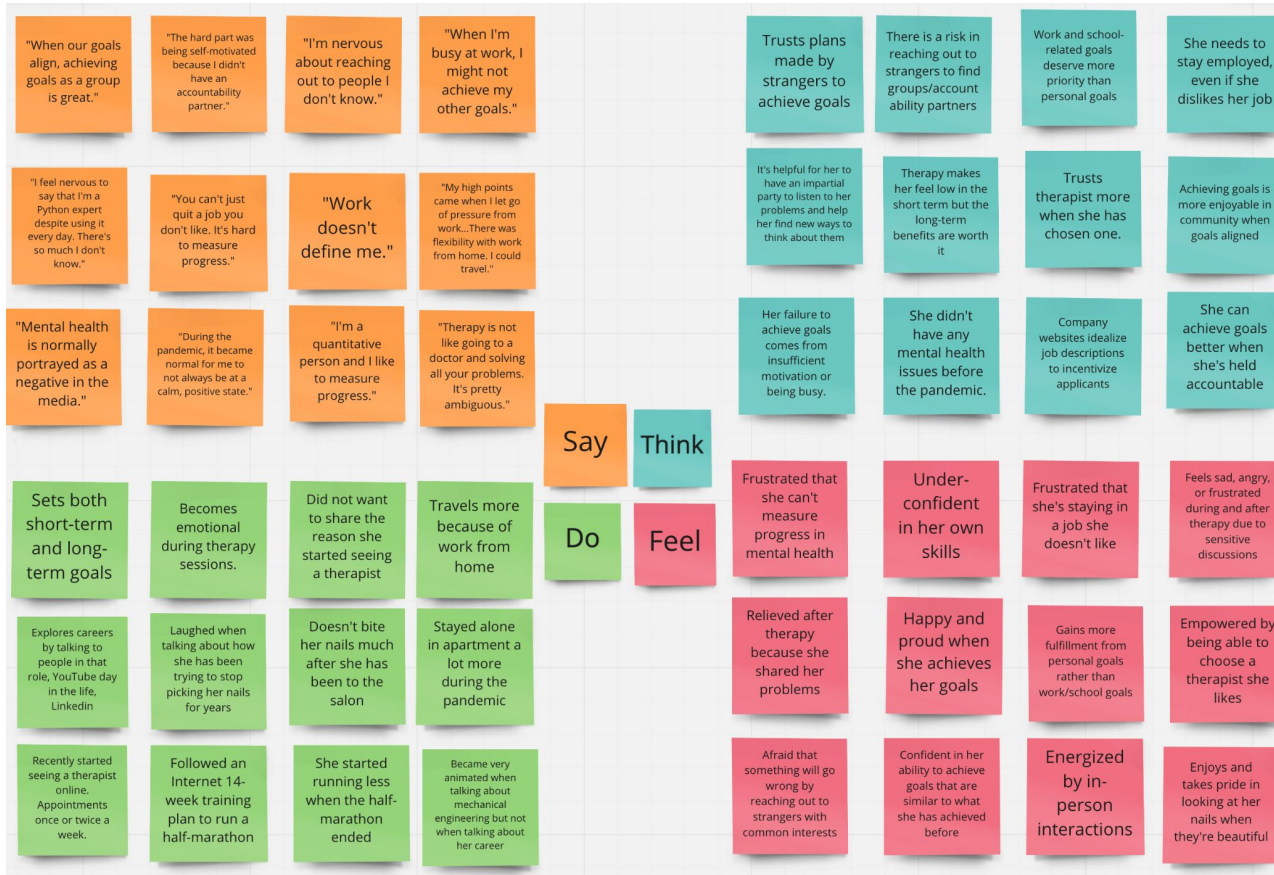 "When our goals
align, achieving
goals as a group
is great."
"The hard part was
being self-motivated
because I didn't
have an
accountability
partner."
"I'm nervous
about reaching
out to people I
don't know."
"When I'm
busy at work, I
might not
achieve my
other goals."
"I feel nervous to
say that I'm a
Python expert
despite using it
every day. There's
so much I don't
know."
"You can't just
quit a job you
don't like. It's hard
to measure
progress."
"Work
doesn't
define me."
"My high points
came when I let go
of pressure from
work...There was
flexibility with work
from home. I could
travel."
"Mental health
is normally
portrayed as a
negative in the
media."
"During the
pandemic, it became
normal for me to
not always be at a
calm, positive state."
"I'm a
quantitative
person and I like
to measure
progress."
"Therapy is not
like going to a
doctor and solving
all your problems.
It's pretty
ambiguous."
Trusts plans
made by
strangers to
achieve goals
There is a risk in
reaching out to
strangers to find
groups/account
ability partners
Work and school-
related goals
deserve more
priority than
personal goals
She needs to
stay employed,
even if she
dislikes her job
It's helpful for her to
have an impartial
party to listen to her
problems and help
her find new ways to
think about them
Therapy makes
her feel low in the
short term but the
long-term
benefits are worth
it
Trusts
therapist more
when she has
chosen one.
Achieving goals is
more enjoyable in
community when
goals aligned
Her failure to
achieve goals
comes from
insufficient
motivation or
being busy.
She didn't
have any
mental health
issues before
the pandemic.
Company
websites idealize
job descriptions
to incentivize
applicants
She can
achieve goals
better when
she's held
accountable
Say
Think
Do
Feel
Sets both
short-term
and long-
term goals
Becomes
emotional
during therapy
sessions.
Did not want
to share the
reason she
started seeing
a therapist
Travels more
because of
work from
home
Explores careers
by talking to
people in that
role, YouTube day
in the life,
Linkedin
Laughed when
talking about how
she has been
trying to stop
picking her nails
for years
Doesn't bite
her nails much
after she has
been to the
salon
Stayed alone
in apartment a
lot more
during the
pandemic
Recently started
seeing a therapist
online.
Appointments
once or twice a
week.
Followed an
Internet 14-
week training
plan to run a
half-marathon
She started
running less
when the half-
marathon
ended
Became very
animated when
talking about
mechanical
engineering but not
when talking about
her career
Frustrated that
she can't
measure
progress in
mental health
Under-
confident
in her own
skills
Frustrated that
she's staying in
a job she
doesn't like
Feels sad, angry,
or frustrated
during and after
therapy due to
sensitive
discussions
Relieved after
therapy
because she
shared her
problems
Happy and
proud when
she achieves
her goals
Gains more
fulfillment from
personal goals
rather than
work/school goals
Empowered by
being able to
choose a
therapist she
likes
Afraid that
something will go
wrong by
reaching out to
strangers with
common interests
Confident in her
ability to achieve
goals that are
similar to what
she has achieved
before
Energized
by in-
person
interactions
Enjoys and
takes pride in
looking at her
nails when
they're beautiful